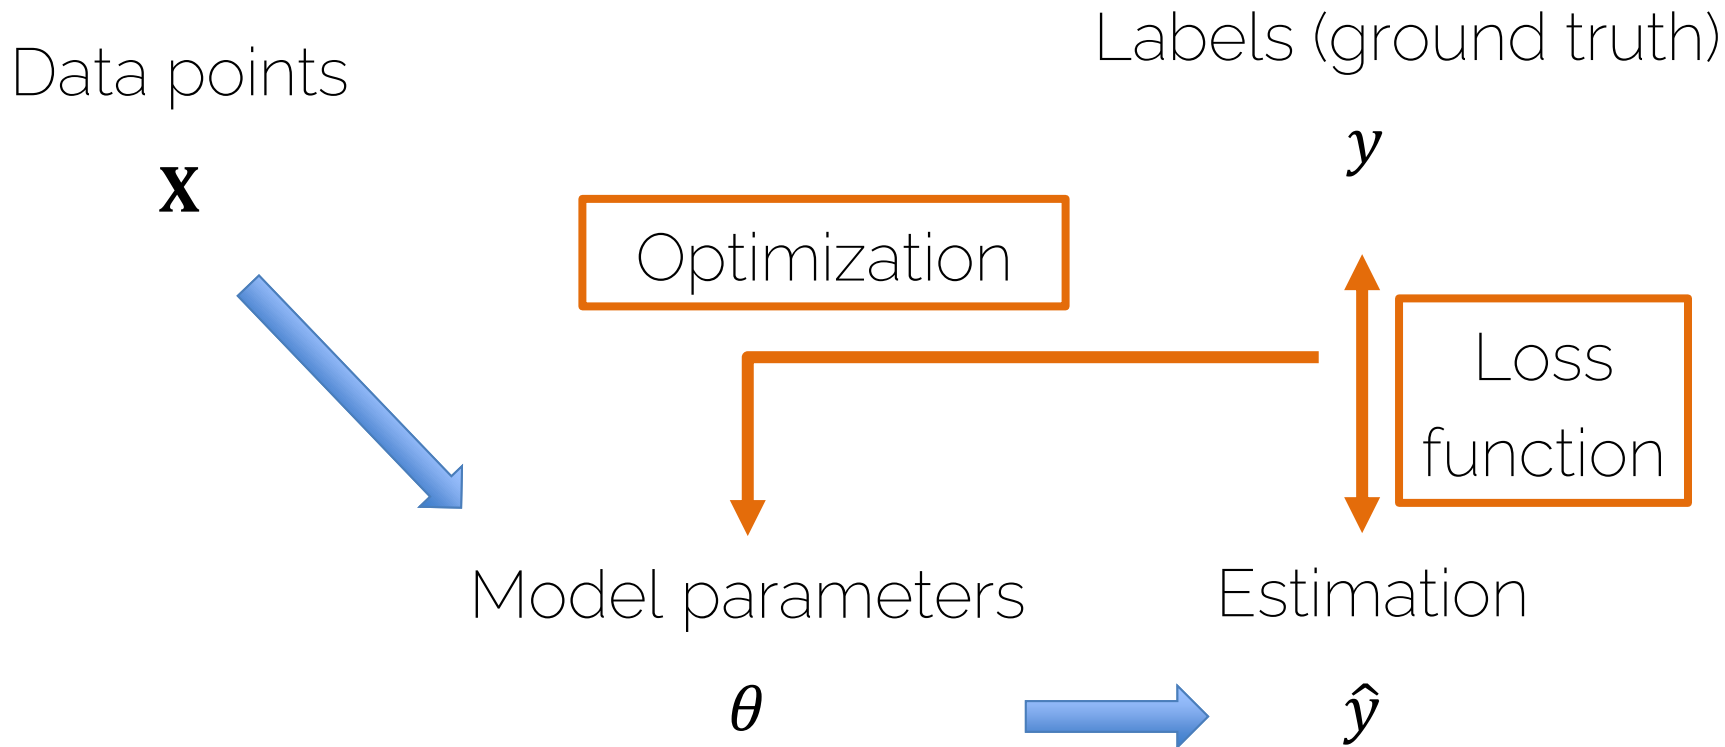 Data points
x
Labels (ground truth)
y
Optimization
Loss
function
Model parameters
θ
Estimation
ŷ